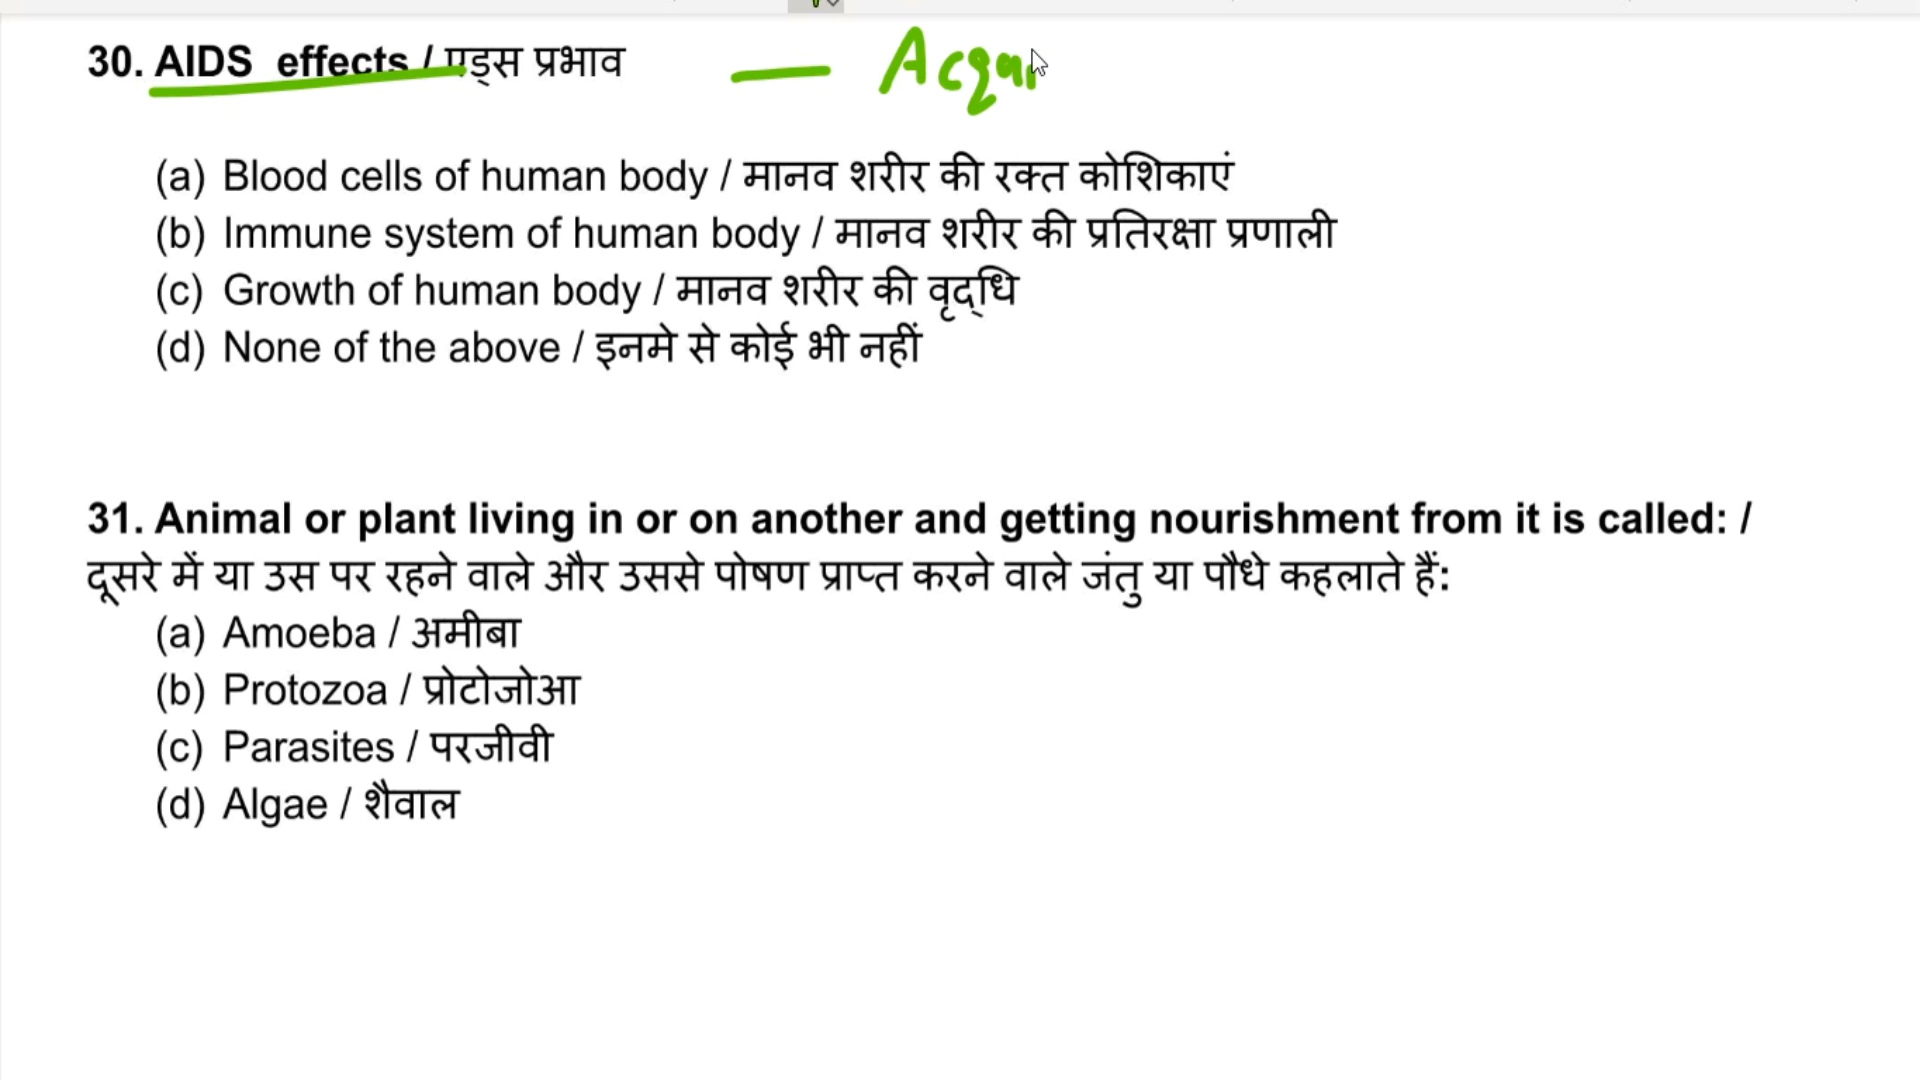 30. AIDS effects / एड्स प्रभाव — Acqui
(a) Blood cells of human body / मानव शरीर की रक्त कोशिकाएं
(b) Immune system of human body / मानव शरीर की प्रतिरक्षा प्रणाली
(c) Growth of human body / मानव शरीर की वृद्धि
(d) None of the above / इनमे से कोई भी नहीं
31. Animal or plant living in or on another and getting nourishment from it is called: /
दूसरे में या उस पर रहने वाले और उससे पोषण प्राप्त करने वाले जंतु या पौधे कहलाते हैं:
(a) Amoeba / अमीबा
(b) Protozoa / प्रोटोजोआ
(c) Parasites / परजीवी
(d) Algae / शैवाल